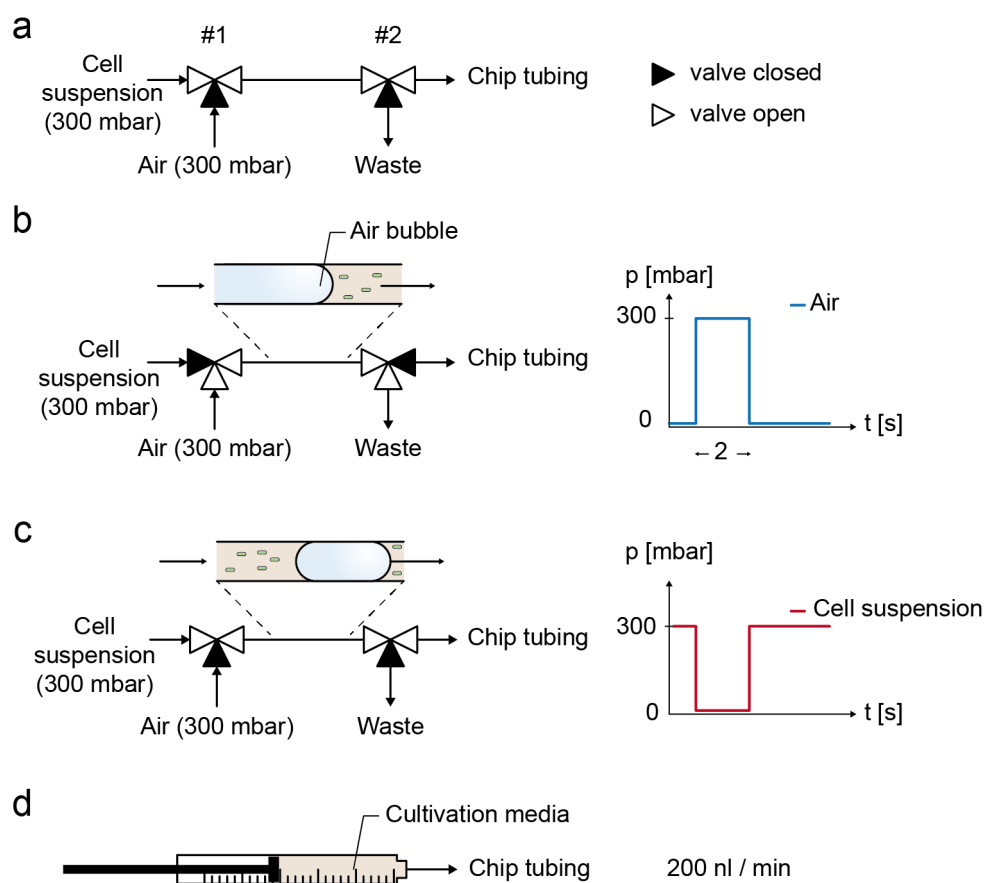 a
#1
#2
Cell
suspension
(300 mbar)
Chip tubing
Air (300 mbar)
Waste
valve closed
valve open
b
Air bubble
Cell
suspension
(300 mbar)
Chip tubing
Air (300 mbar)
Waste
p [mbar]
300
Air
0
t [s]
2
c
Cell
suspension
(300 mbar)
Chip tubing
Air (300 mbar)
Waste
p [mbar]
Cell suspension
300
0
t [s]
d
Cultivation media
Chip tubing
200 nl / min